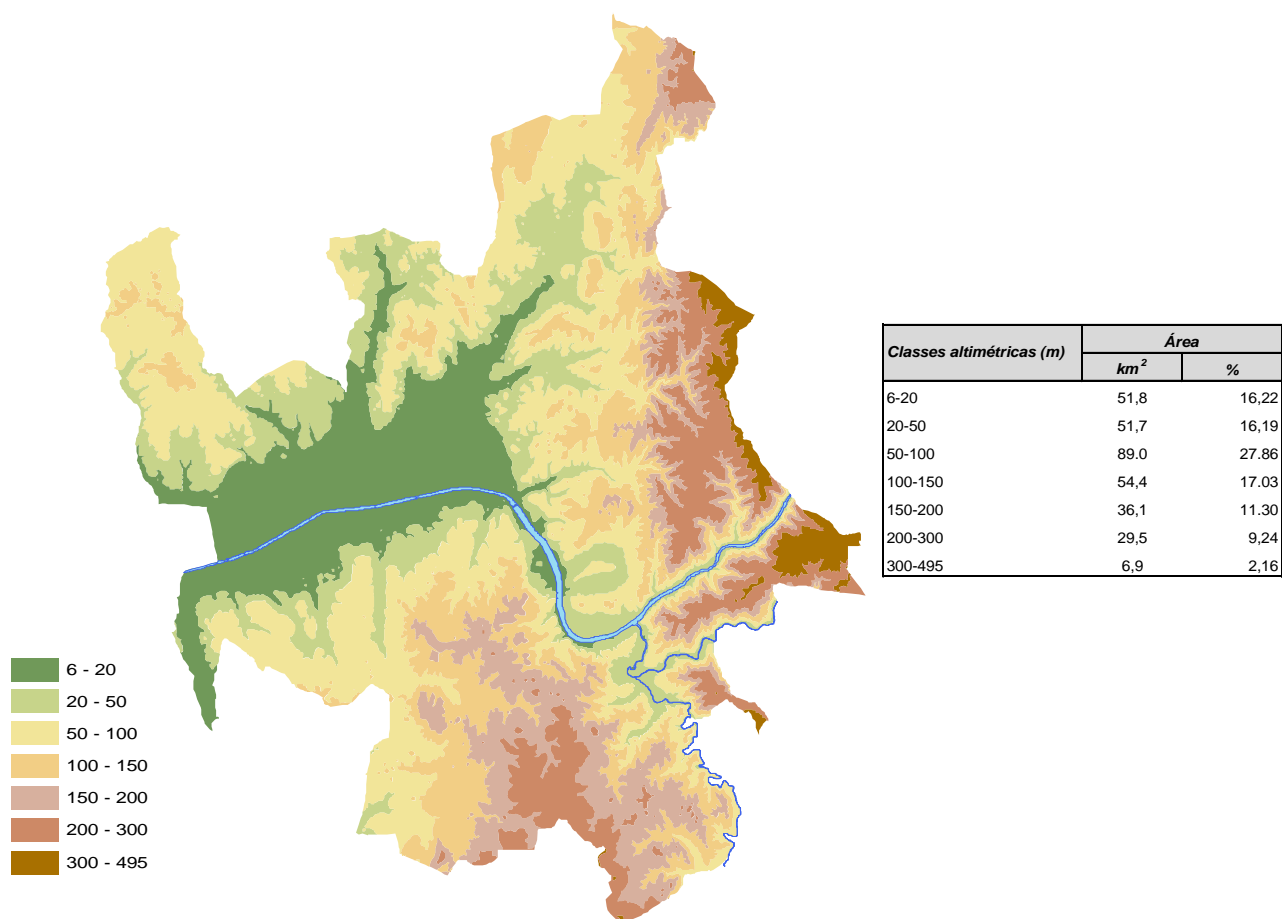 Classes altimétricas (m) Área
km² %
6-20 51,8 16,22
20-50 51,7 16,19
50-100 89.0 27.86
100-150 54,4 17.03
150-200 36,1 11.30
200-300 29,5 9,24
300-495 6,9 2,16
6 - 20
20 - 50
50 - 100
100 - 150
150 - 200
200 - 300
300 - 495